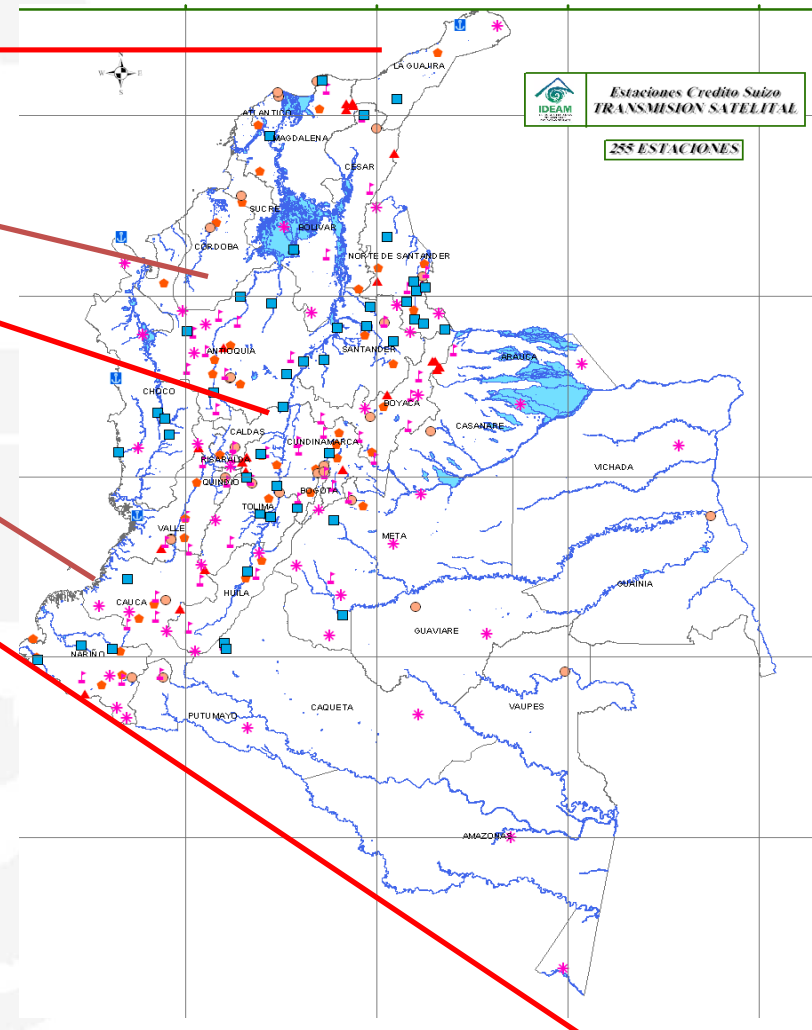 LA GUAJIRA
IDEAM
Estaciones Credito Suizo
TRANSMISION SATELITAL
255 ESTACIONES
W
E
S
ATLANTICO
MAGDALENA
CESAR
SUCRE
BOLIVAR
CORDOBA
NORTE DE SANTANDER
ANTIOQUIA
SANTANDER
ARAUCA
CHOCO
BOYACA
CASANARE
CALDAS
CUNDINAMARCA
RISARALDA
VICHADA
QUINDIO
BOGOTA
TOLIMA
VALLE
META
GUAINIA
HUILA
CAUCA
GUAVIARE
NARIÑO
CAQUETA
VAUPES
PUTUMAYO
AMAZONAS